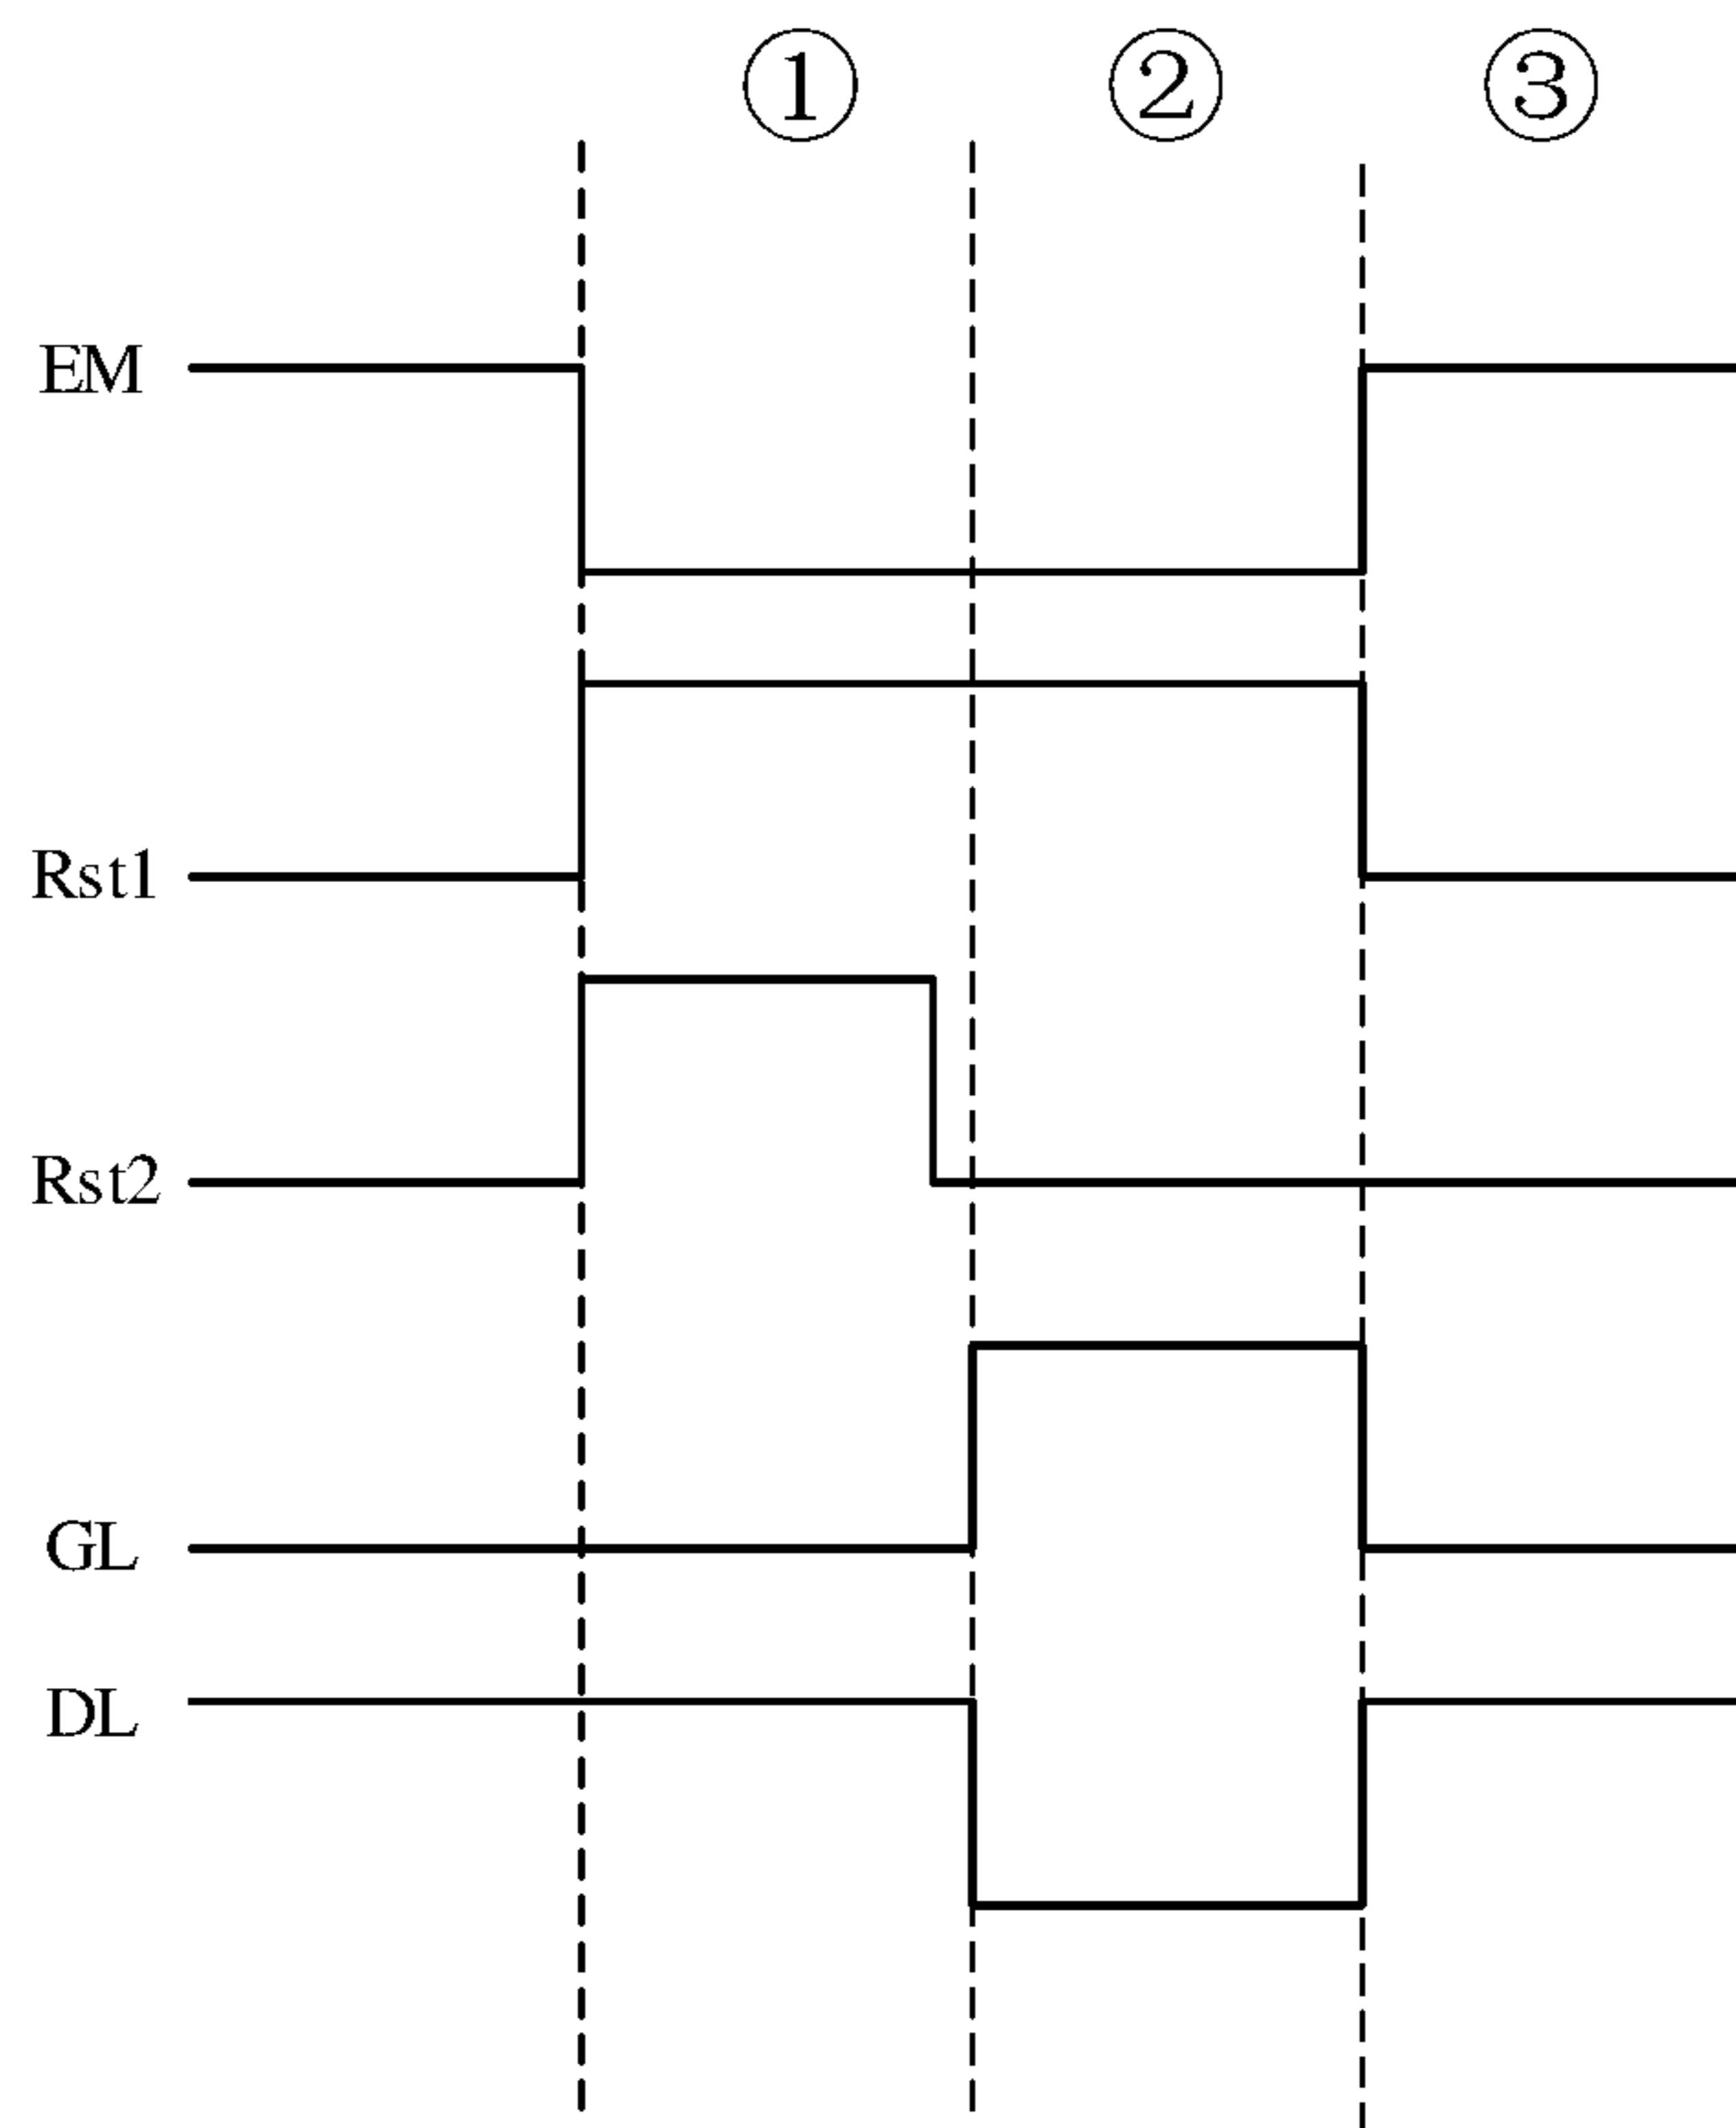 ① ② ③
EM
Rst1
Rst2
GL
DL